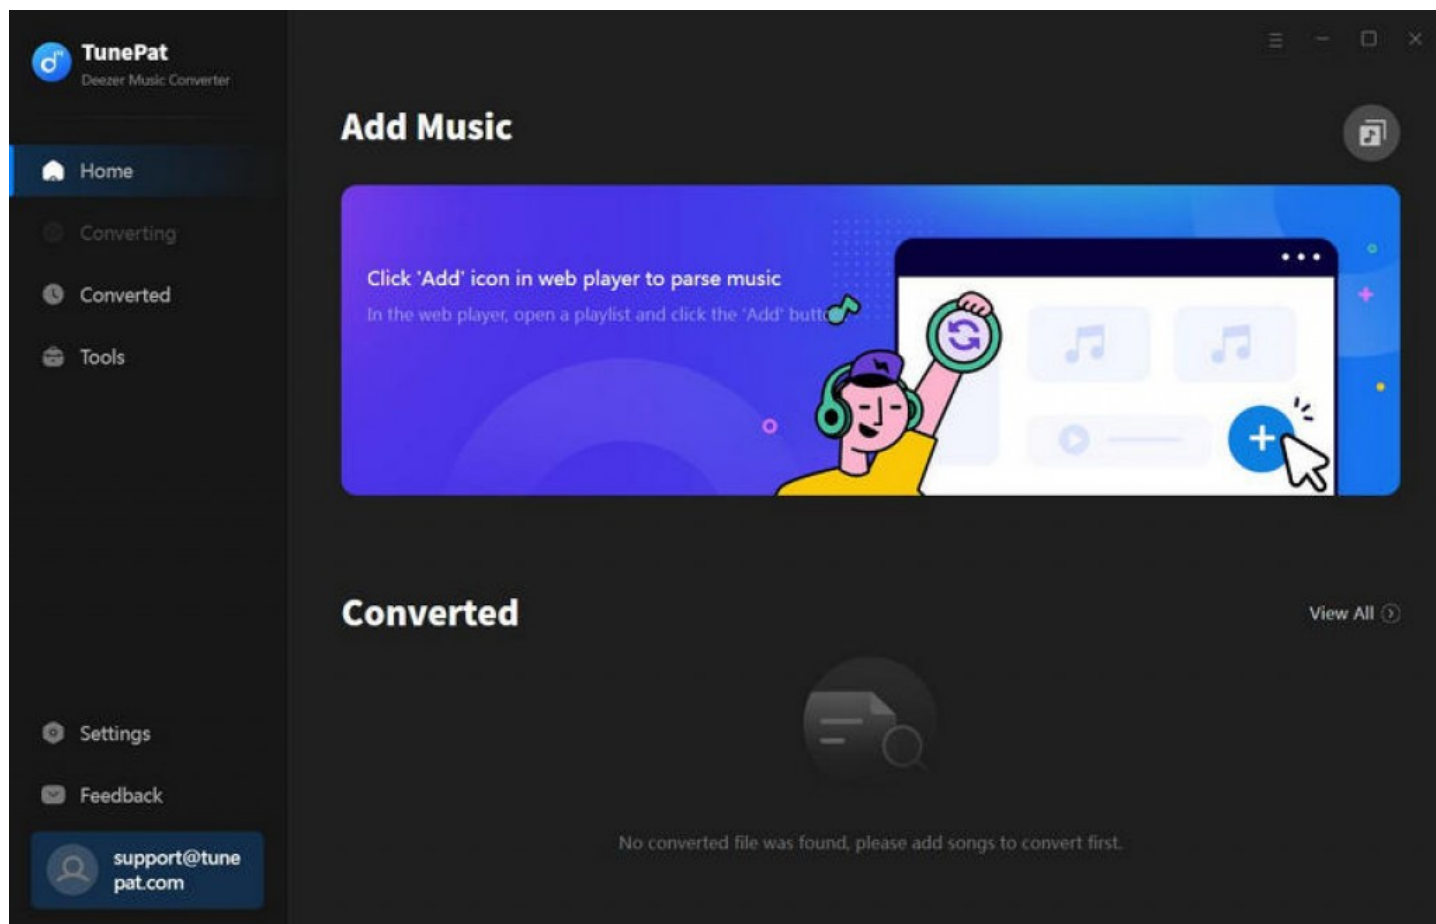 TunePat
Deezer Music Converter
Home
Converting
Converted
Tools
Settings
Feedback
support@tune
pat.com
Add Music
Click 'Add' icon in web player to parse music
In the web player, open a playlist and click the 'Add' button.
Converted
View All
No converted file was found, please add songs to convert first.